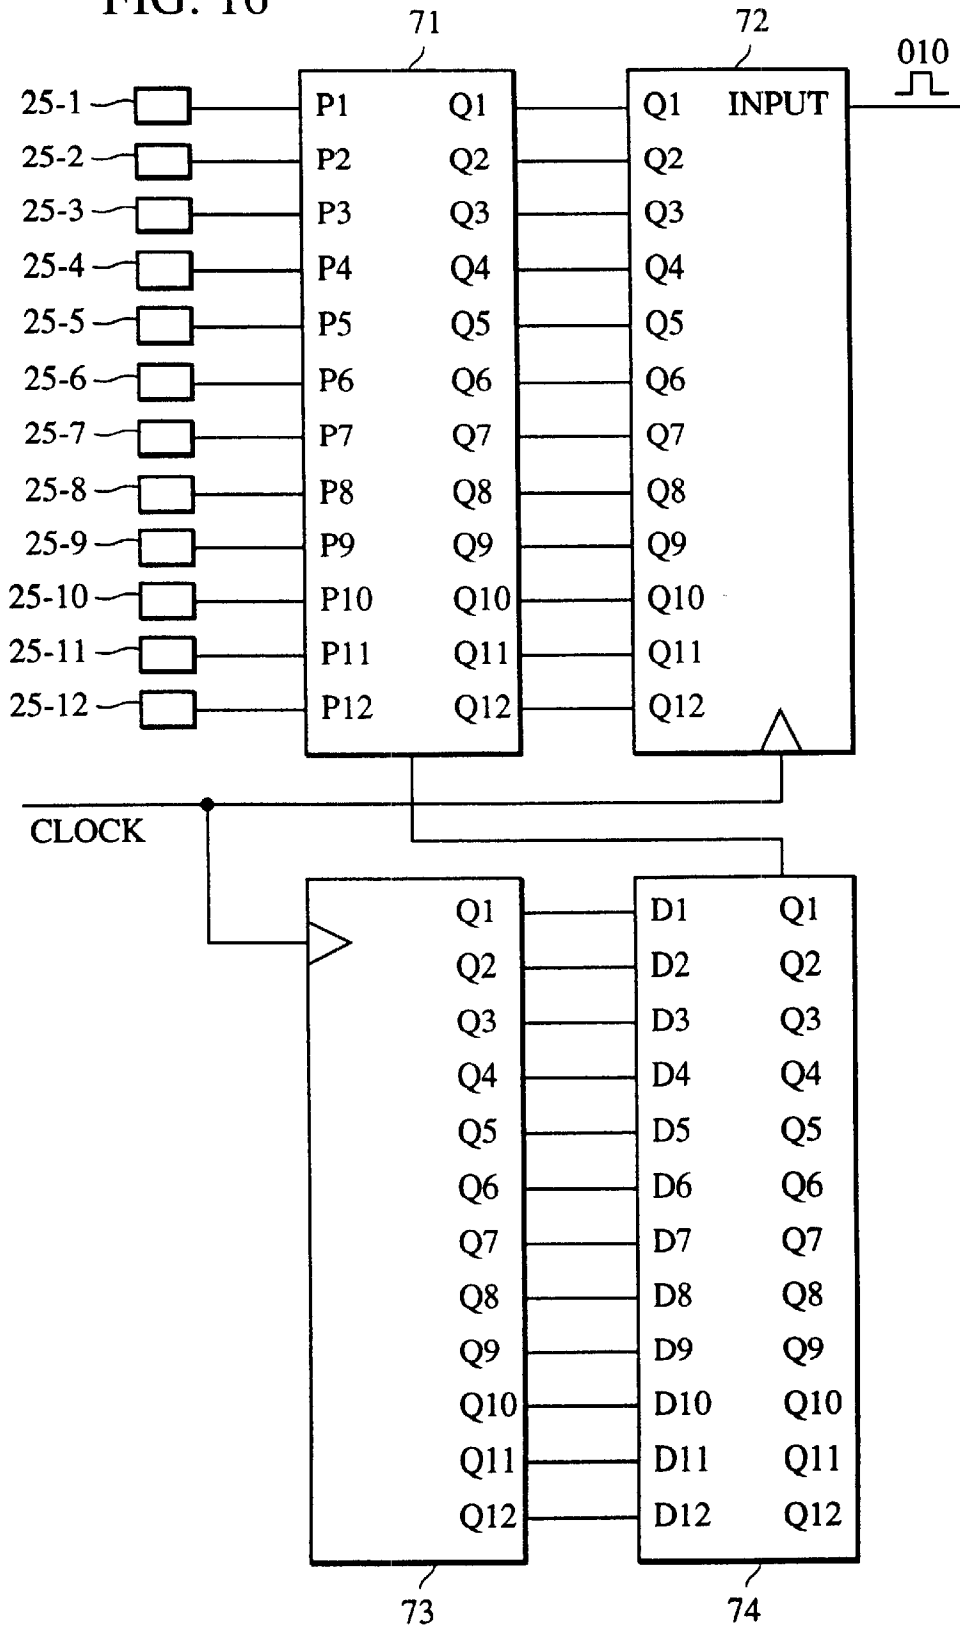 FIG. 16
71 72
010
25-1 P1 Q1 Q1 INPUT
25-2 P2 Q2 Q2
25-3 P3 Q3 Q3
25-4 P4 Q4 Q4
25-5 P5 Q5 Q5
25-6 P6 Q6 Q6
25-7 P7 Q7 Q7
25-8 P8 Q8 Q8
25-9 P9 Q9 Q9
25-10 P10 Q10 Q10
25-11 P11 Q11 Q11
25-12 P12 Q12 Q12
CLOCK
Q1 D1 Q1
Q2 D2 Q2
Q3 D3 Q3
Q4 D4 Q4
Q5 D5 Q5
Q6 D6 Q6
Q7 D7 Q7
Q8 D8 Q8
Q9 D9 Q9
Q10 D10 Q10
Q11 D11 Q11
Q12 D12 Q12
73 74